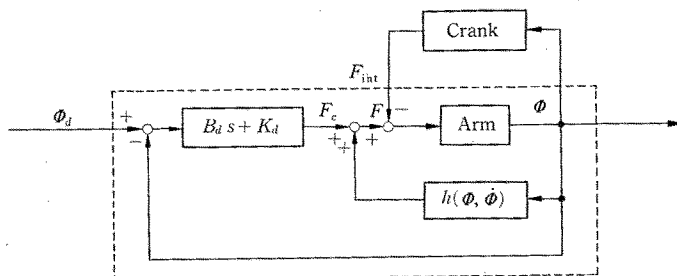 Crank
F_int
Φ_d
+
−
B_d s + K_d
F_c
+
+
F
+
−
Arm
Φ
h(Φ, Φ̇)